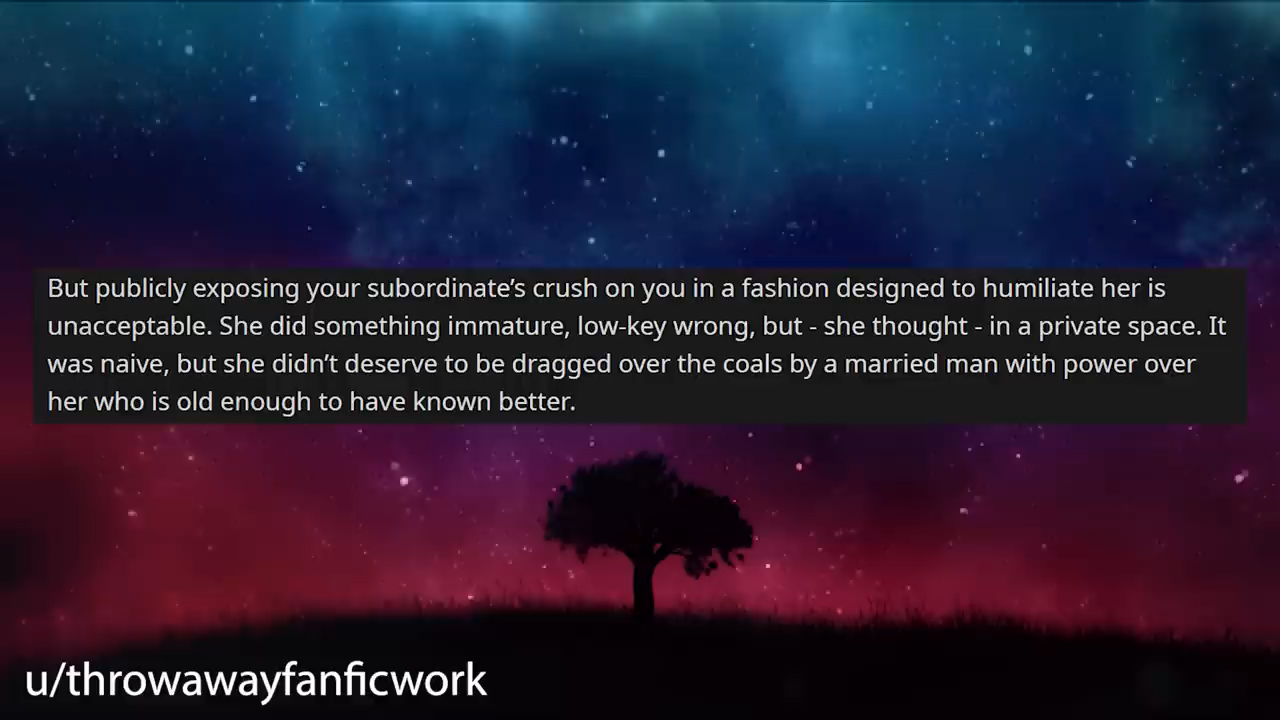 But publicly exposing your subordinate’s crush on you in a fashion designed to humiliate her is
unacceptable. She did something immature, low-key wrong, but - she thought - in a private space. It
was naive, but she didn’t deserve to be dragged over the coals by a married man with power over
her who is old enough to have known better.
u/throwawayfanficwork